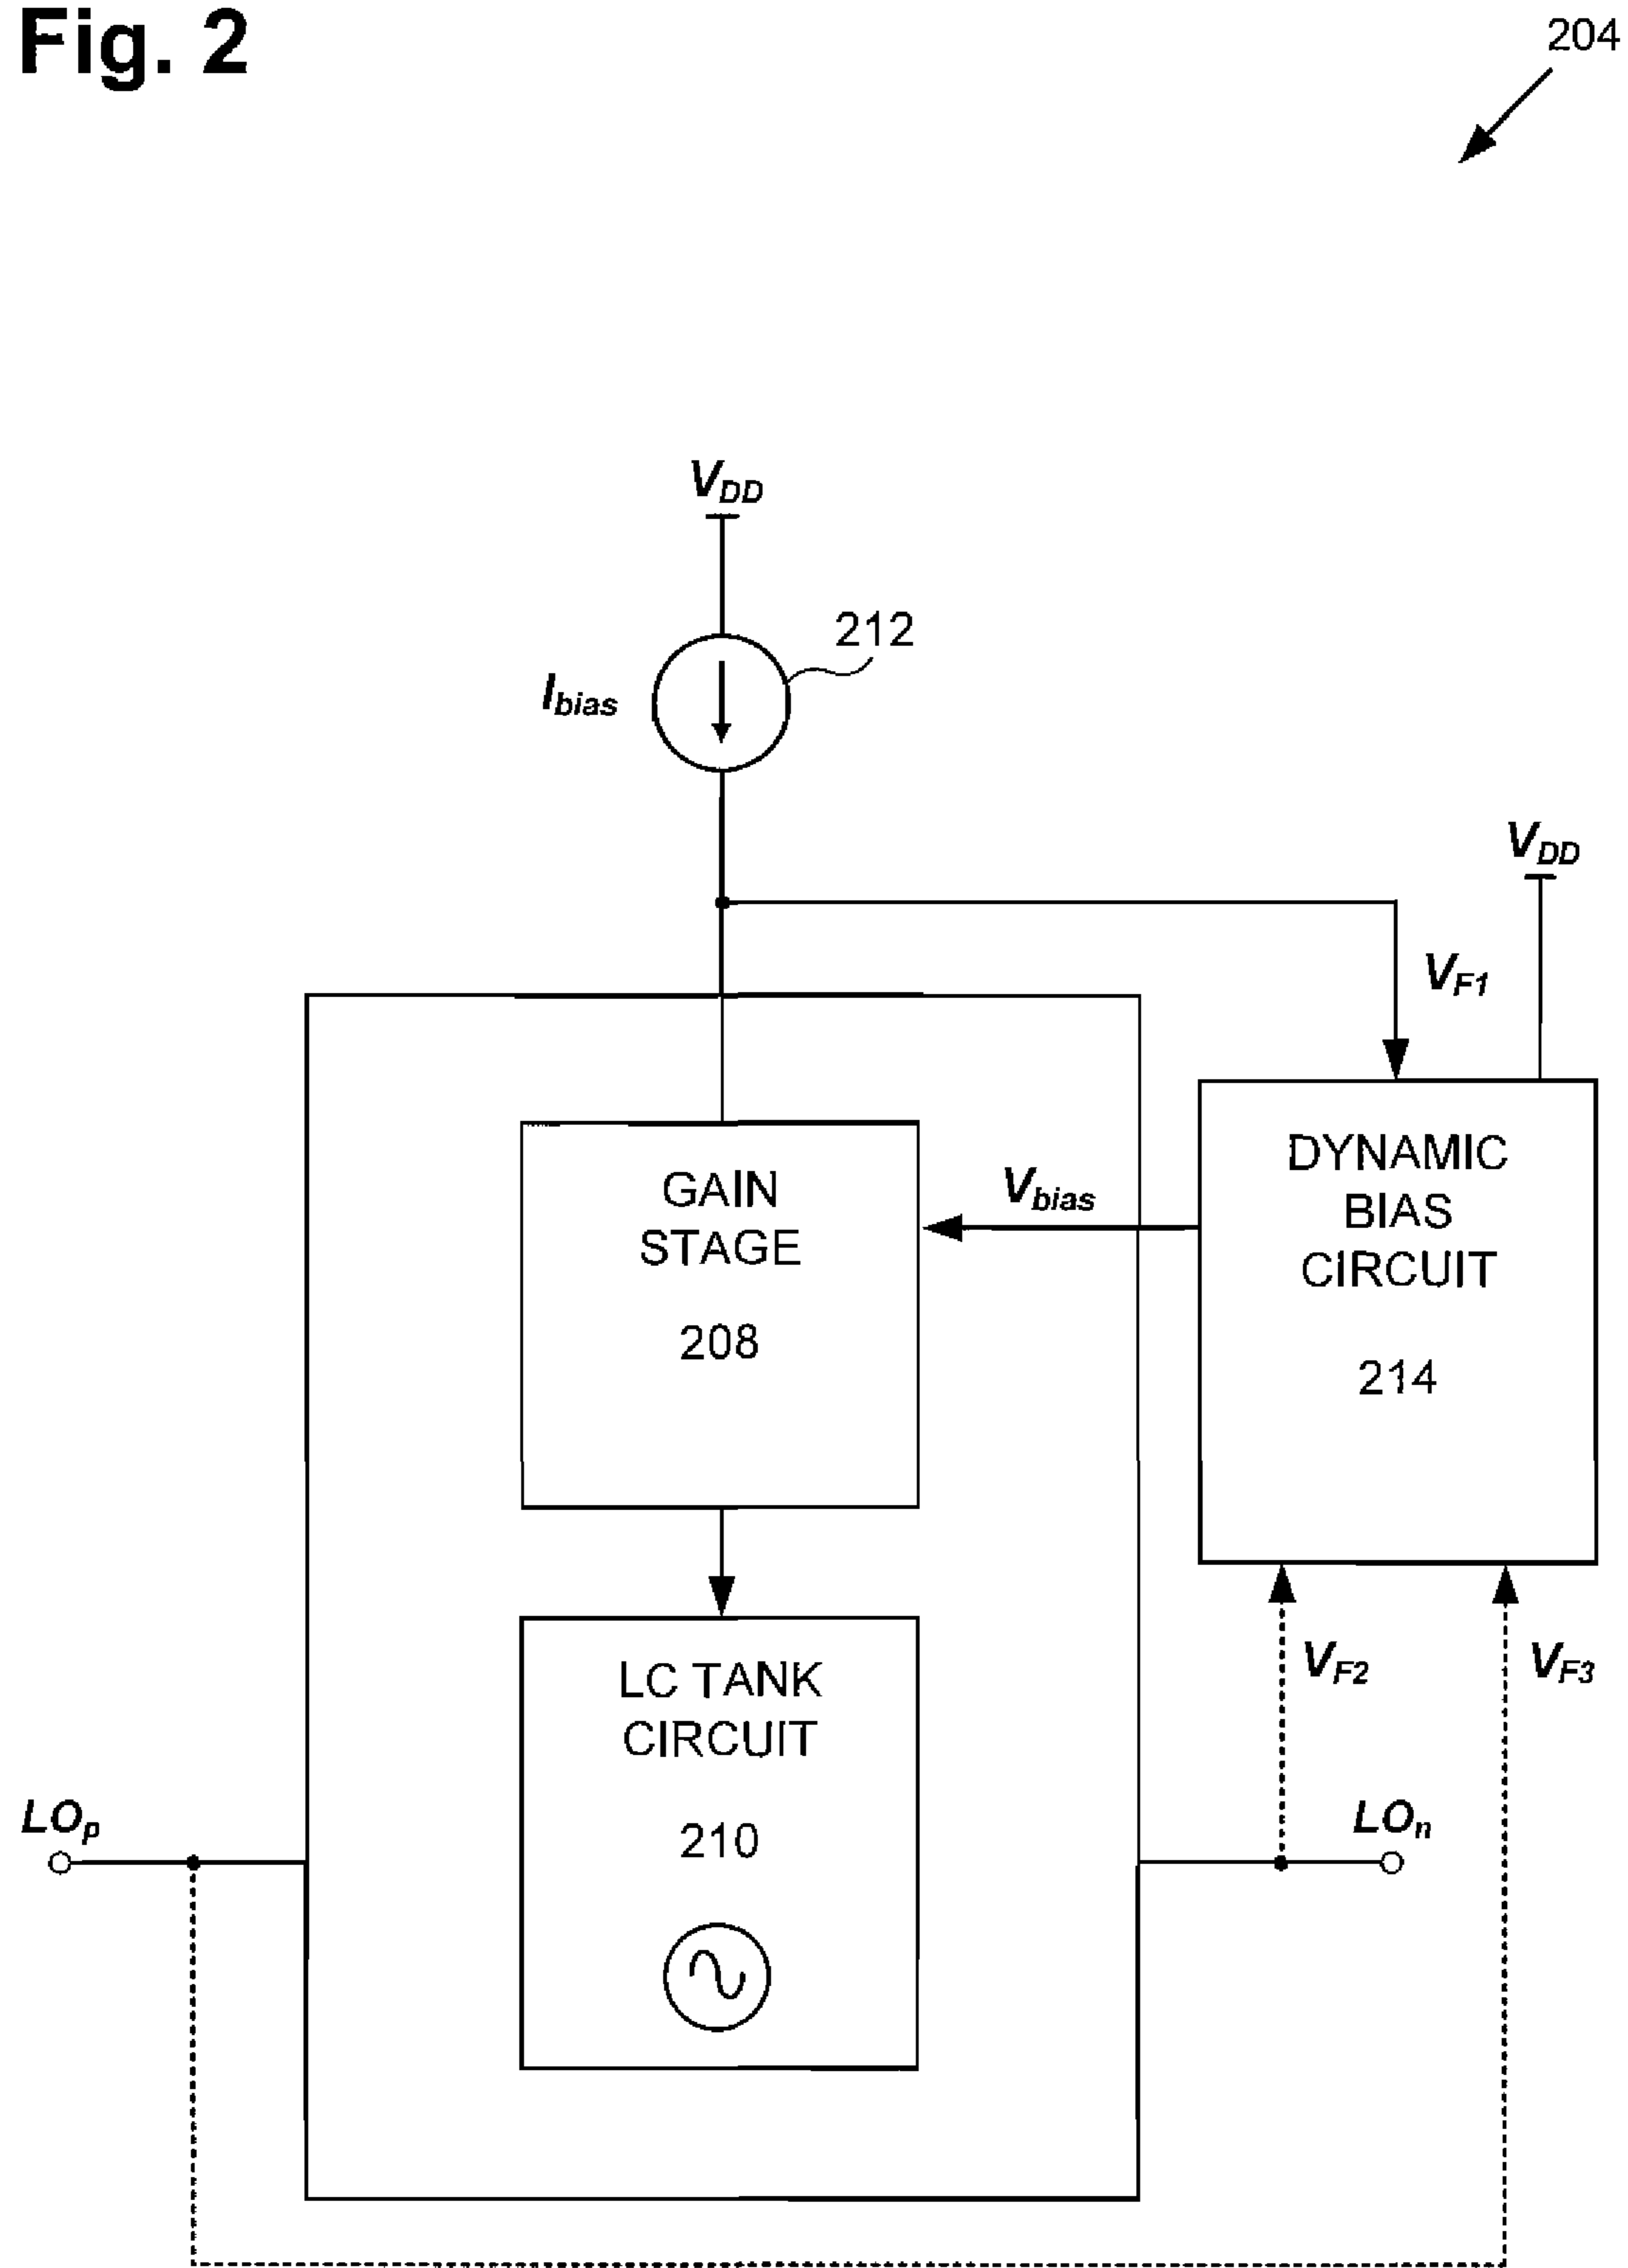 Fig. 2
204
VDD
212
Ibias
VDD
VF1
GAIN
STAGE
208
Vbias
DYNAMIC
BIAS
CIRCUIT
214
LC TANK
CIRCUIT
210
VF2
VF3
LOp
LOn